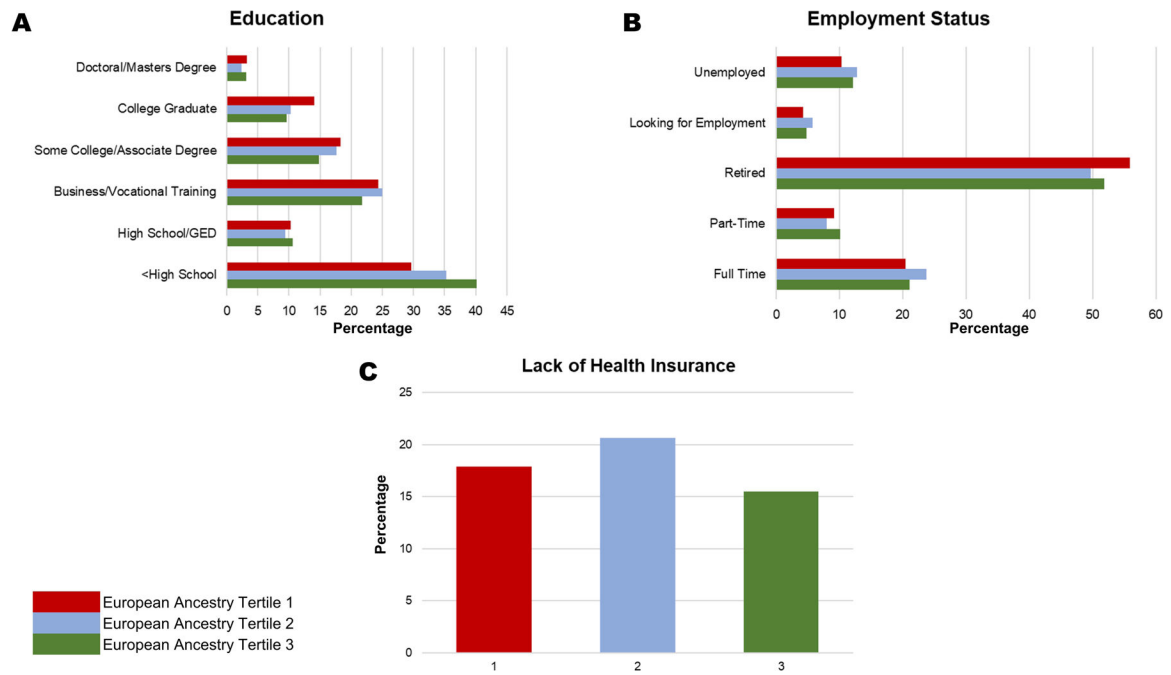 A
Education
Doctoral/Masters Degree
College Graduate
Some College/Associate Degree
Business/Vocational Training
High School/GED
<High School
0 5 10 15 20 25 30 35 40 45
Percentage
B
Employment Status
Unemployed
Looking for Employment
Retired
Part-Time
Full Time
0 10 20 30 40 50 60
Percentage
C
Lack of Health Insurance
Percentage
25
20
15
10
5
0
1 2 3
European Ancestry Tertile 1
European Ancestry Tertile 2
European Ancestry Tertile 3